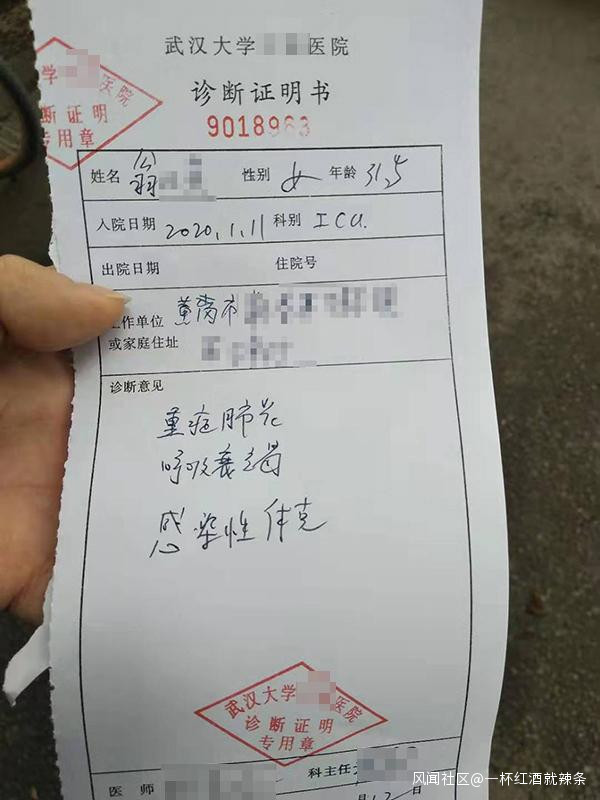 武汉大学 医院
诊断证明书
9018963
学 医院
断证明
专用章
姓名 翁 性别 女 年龄 31岁
入院日期 2020.1.11 科别 ICU.
出院日期 住院号
工作单位 黄冈市
或家庭住址
诊断意见
重症肺炎
呼吸衰竭
感染性休克
武汉大学 医院
诊断证明
专用章
医 师 科主任
月 日
风闻社区@一杯红酒就辣条